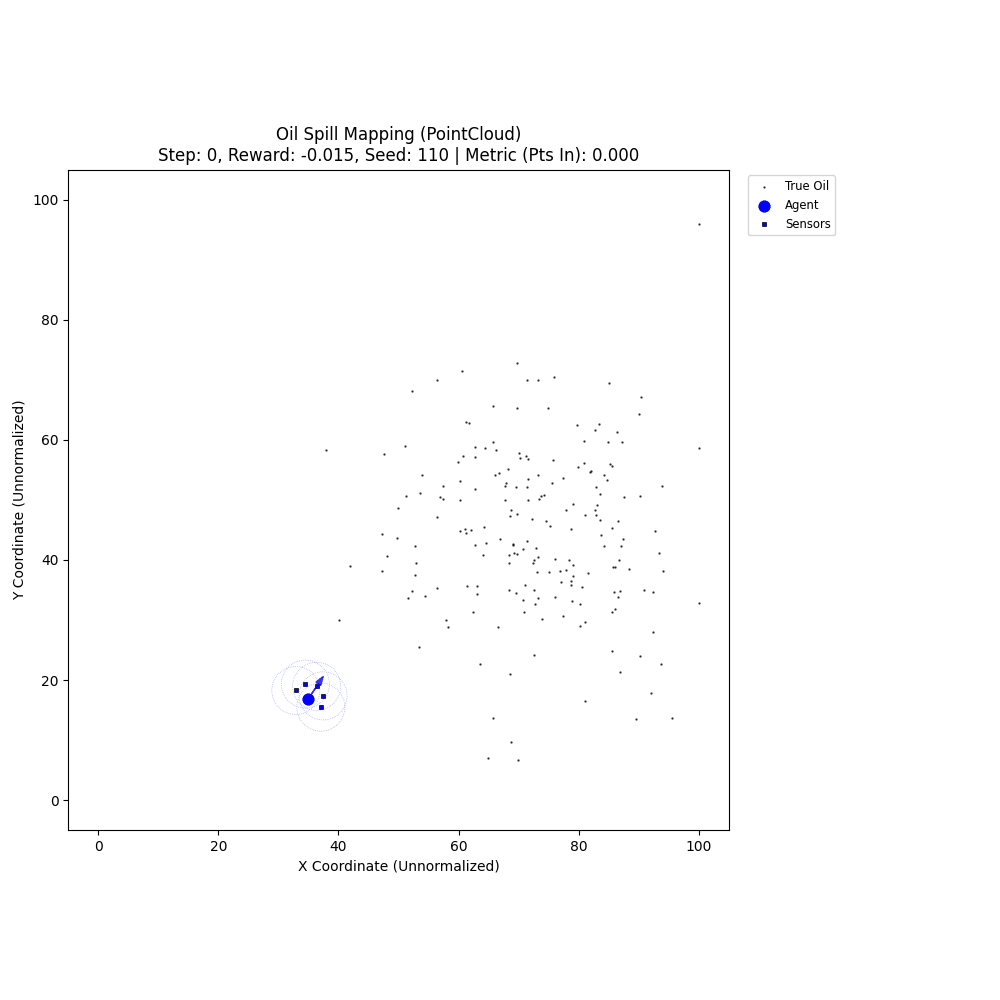 Oil Spill Mapping (PointCloud)
Step: 0, Reward: -0.015, Seed: 110 | Metric (Pts In): 0.000
True Oil
Agent
Sensors
100
80
60
40
20
0
Y Coordinate (Unnormalized)
0 20 40 60 80 100
X Coordinate (Unnormalized)